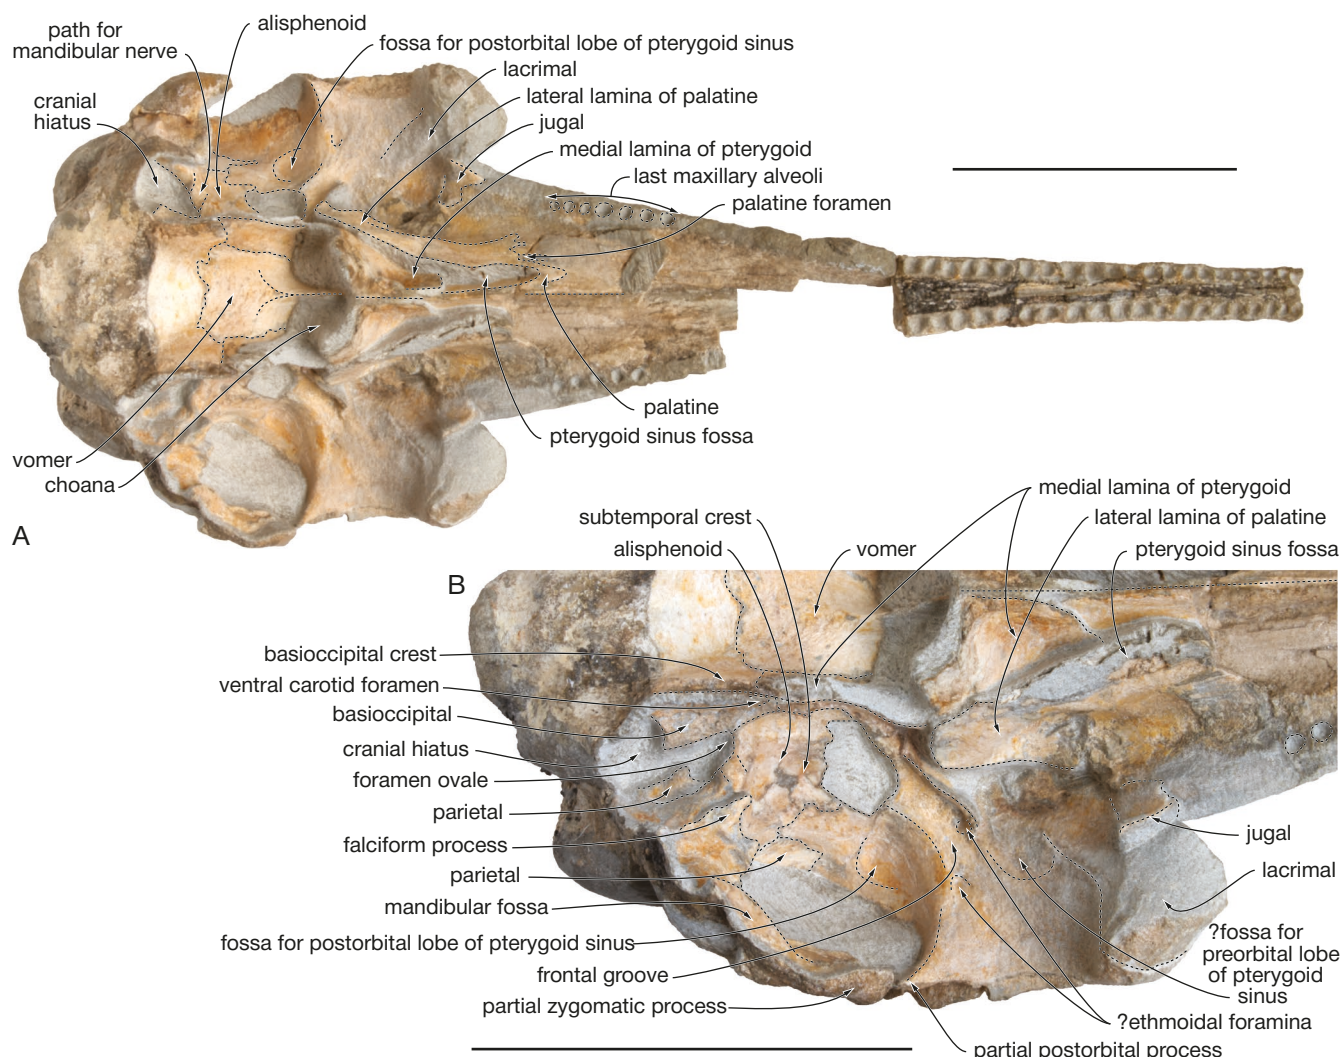 path for
mandibular nerve
alisphenoid
fossa for postorbital lobe of pterygoid sinus
lacrimal
cranial
hiatus
lateral lamina of palatine
jugal
medial lamina of pterygoid
last maxillary alveoli
palatine foramen
palatine
pterygoid sinus fossa
vomer
choana
A
medial lamina of pterygoid
subtemporal crest
lateral lamina of palatine
alisphenoid
vomer
pterygoid sinus fossa
B
basioccipital crest
ventral carotid foramen
basioccipital
cranial hiatus
foramen ovale
parietal
falciform process
parietal
mandibular fossa
fossa for postorbital lobe of pterygoid sinus
frontal groove
partial zygomatic process
jugal
lacrimal
?fossa for
preorbital lobe
of pterygoid
sinus
?ethmoidal foramina
partial postorbital process